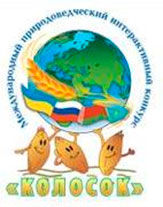 Международный природоведческий интерактивный конкурс
«КОЛОСОК»